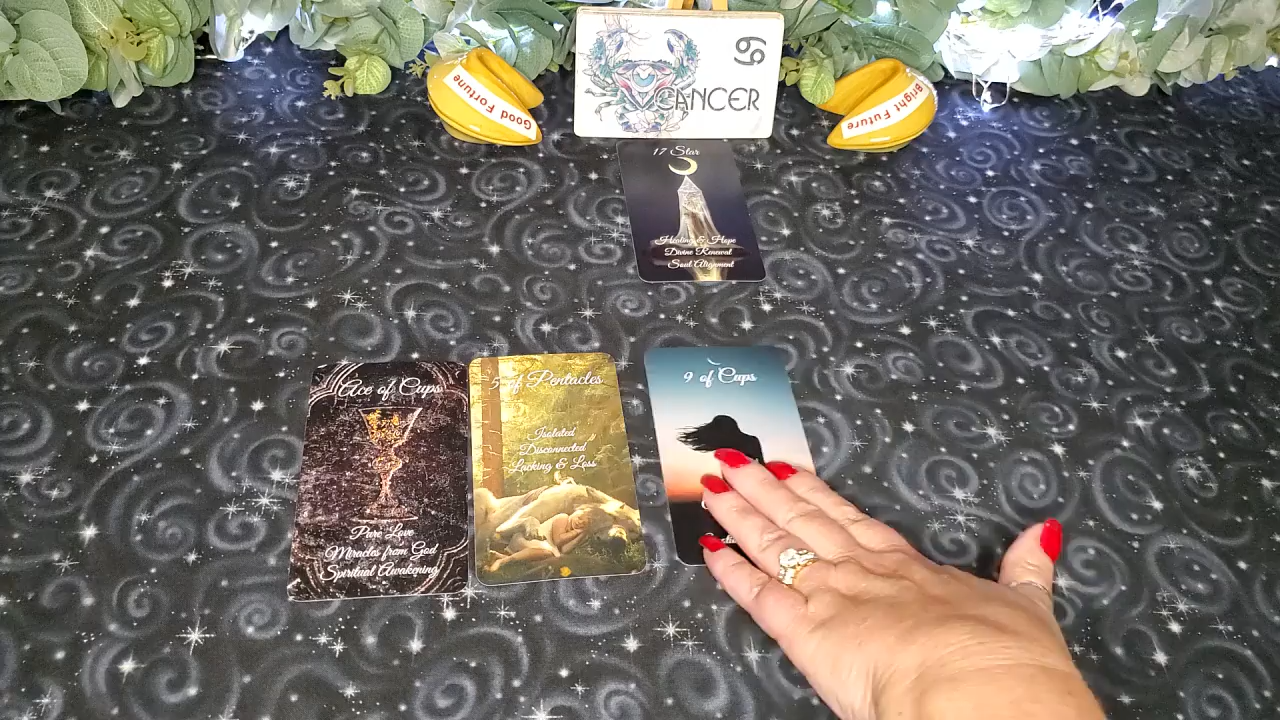 Good Fortune
CANCER
Bright Future
17 Star
Healing & Hope
Divine Renewal
Soul Alignment
Ace of Cups
Pure Love
Miracles from God
Spiritual Awakening
5 of Pentacles
Isolated
Disconnected
Lacking & Loss
9 of Cups